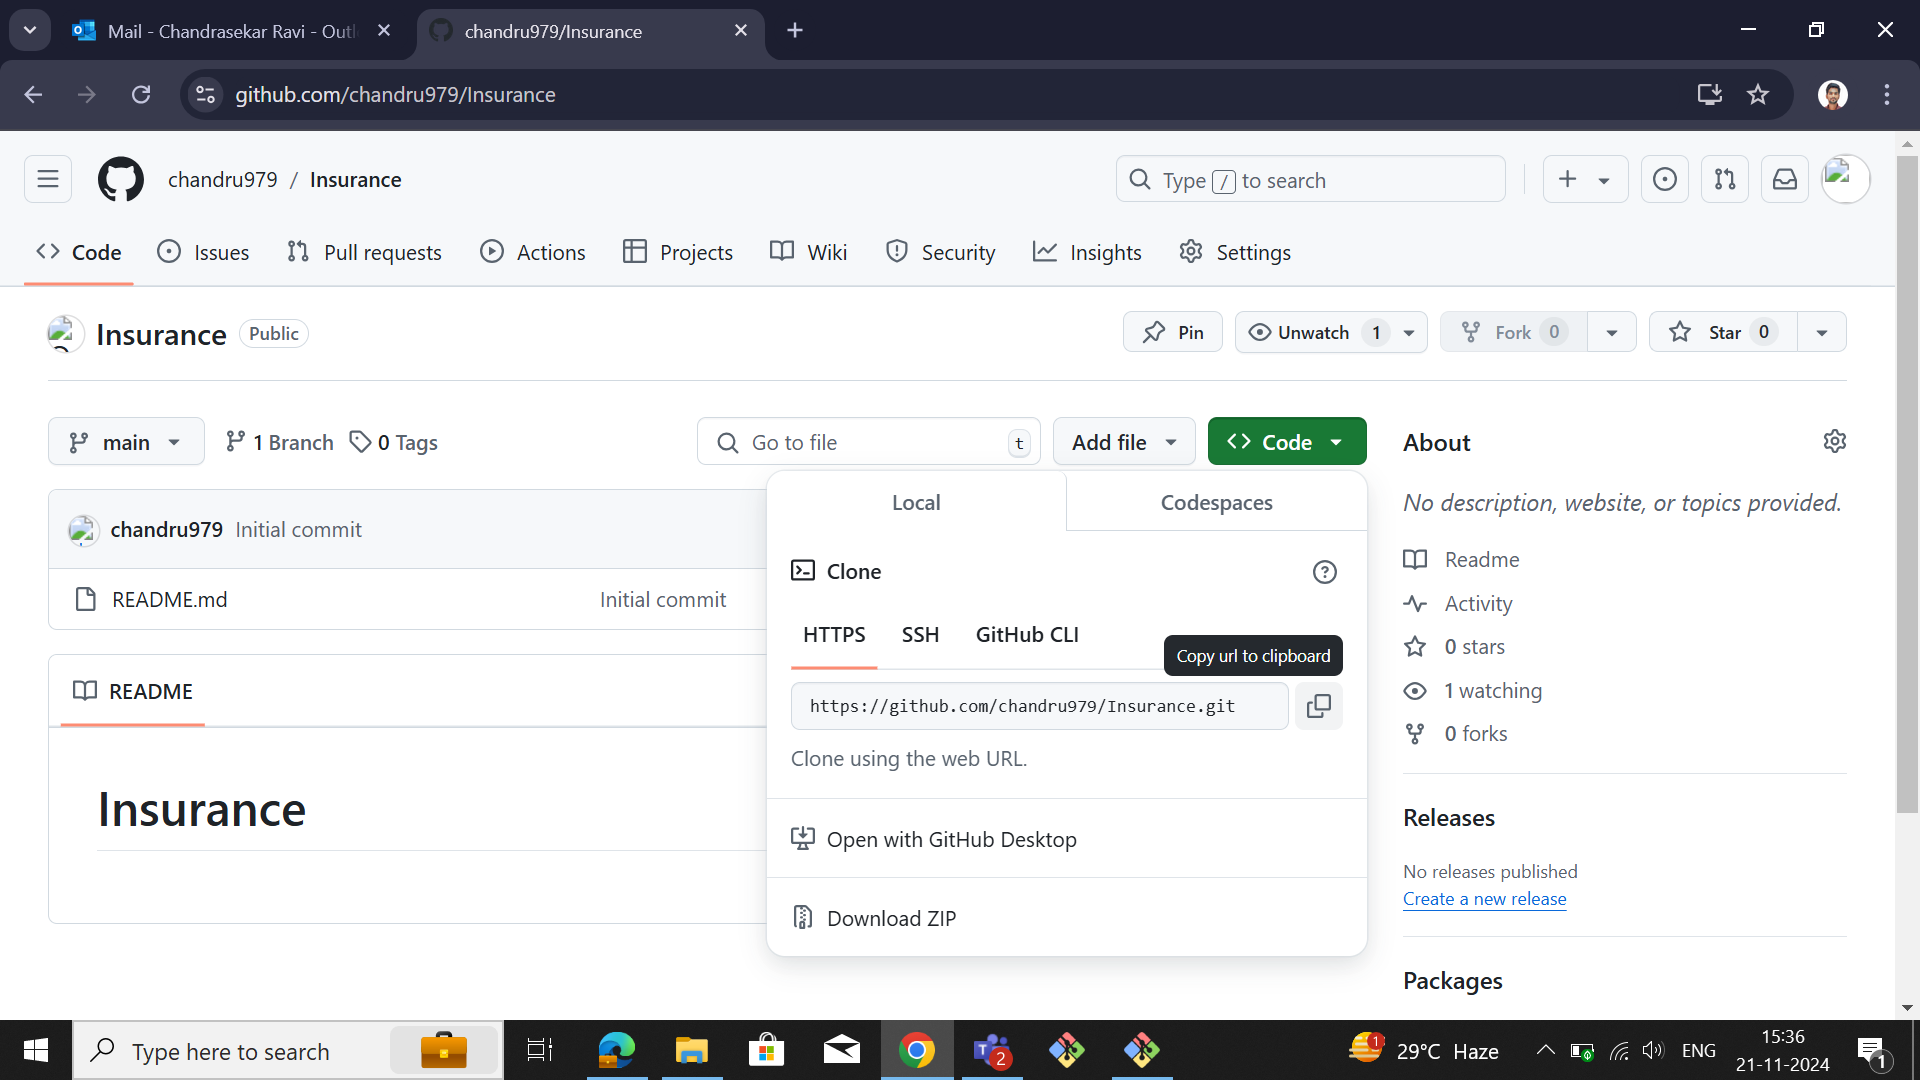 Mail - Chandrasekar Ravi - Outl
chandru979/Insurance
github.com/chandru979/Insurance
chandru979 / Insurance
Type / to search
Code Issues Pull requests Actions Projects Wiki Security Insights Settings
Insurance Public
Pin
Unwatch 1
Fork 0
Star 0
main
1 Branch
0 Tags
Go to file t
Add file
Code
About
No description, website, or topics provided.
Readme
Activity
0 stars
1 watching
0 forks
Releases
No releases published
Create a new release
Packages
chandru979 Initial commit
README.md Initial commit
README
Insurance
Local
Codespaces
Clone
HTTPS SSH GitHub CLI
Copy url to clipboard
https://github.com/chandru979/Insurance.git
Clone using the web URL.
Open with GitHub Desktop
Download ZIP
Type here to search
2
1
29°C Haze
ENG
15:36
21-11-2024
1